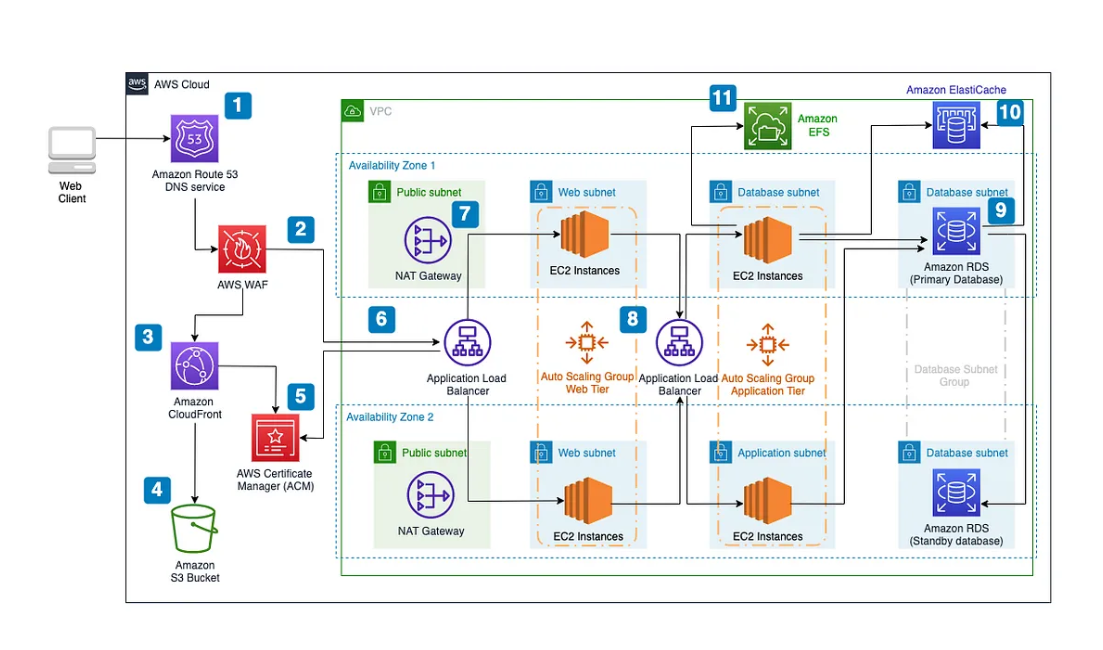 aws
AWS Cloud
1
53
Amazon Route 53
DNS service
Web
Client
2
AWS WAF
3
Amazon
CloudFront
5
AWS Certificate
Manager (ACM)
4
Amazon
S3 Bucket
VPC
11
Amazon
EFS
Amazon ElastiCache
10
Availability Zone 1
Public subnet
7
NAT Gateway
Web subnet
EC2 Instances
Database subnet
EC2 Instances
Database subnet
9
Amazon RDS
(Primary Database)
6
Application Load
Balancer
Auto Scaling Group
Web Tier
8
Application Load
Balancer
Auto Scaling Group
Application Tier
Database Subnet
Group
Availability Zone 2
Public subnet
NAT Gateway
Web subnet
EC2 Instances
Application subnet
EC2 Instances
Database subnet
Amazon RDS
(Standby database)